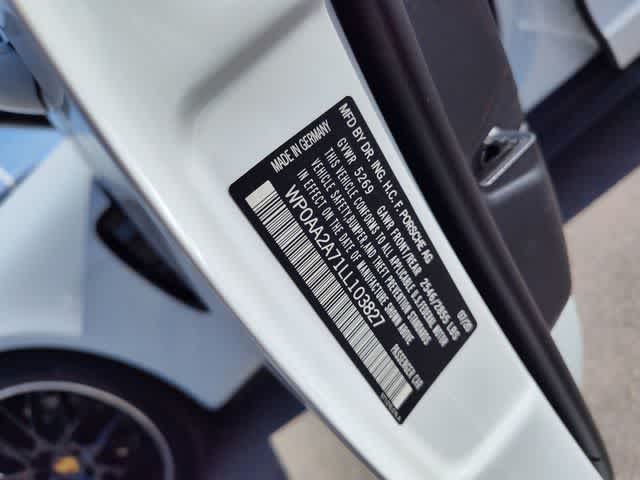 MFD BY DR. ING. H.C. F. PORSCHE AG
MADE IN GERMANY 07/20
GVWR 5269 GAWR FRONT/REAR 2546/2855 LBS
THIS VEHICLE CONFORMS TO ALL APPLICABLE U.S. FEDERAL MOTOR
VEHICLE SAFETY, BUMPER, AND THEFT PREVENTION STANDARDS
IN EFFECT ON THE DATE OF MANUFACTURE SHOWN ABOVE
WP0AA2A71LL103827 PASSENGER CAR